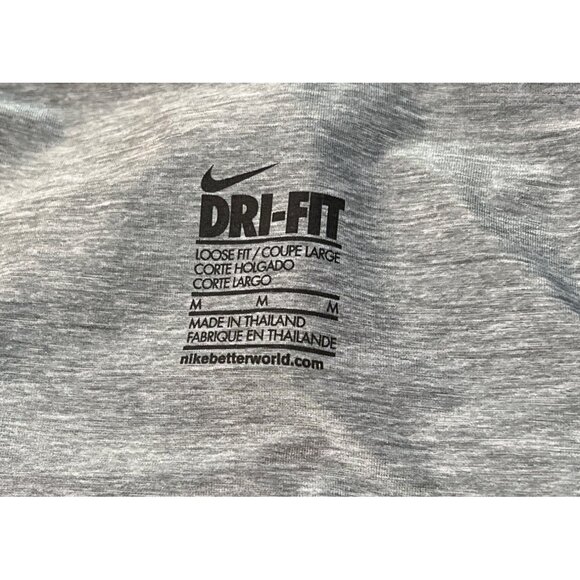 DRI-FIT
LOOSE FIT / COUPE LARGE
CORTE HOLGADO
CORTE LARGO
M M M
MADE IN THAILAND
FABRIQUE EN THAILANDE
nikebetterworld.com